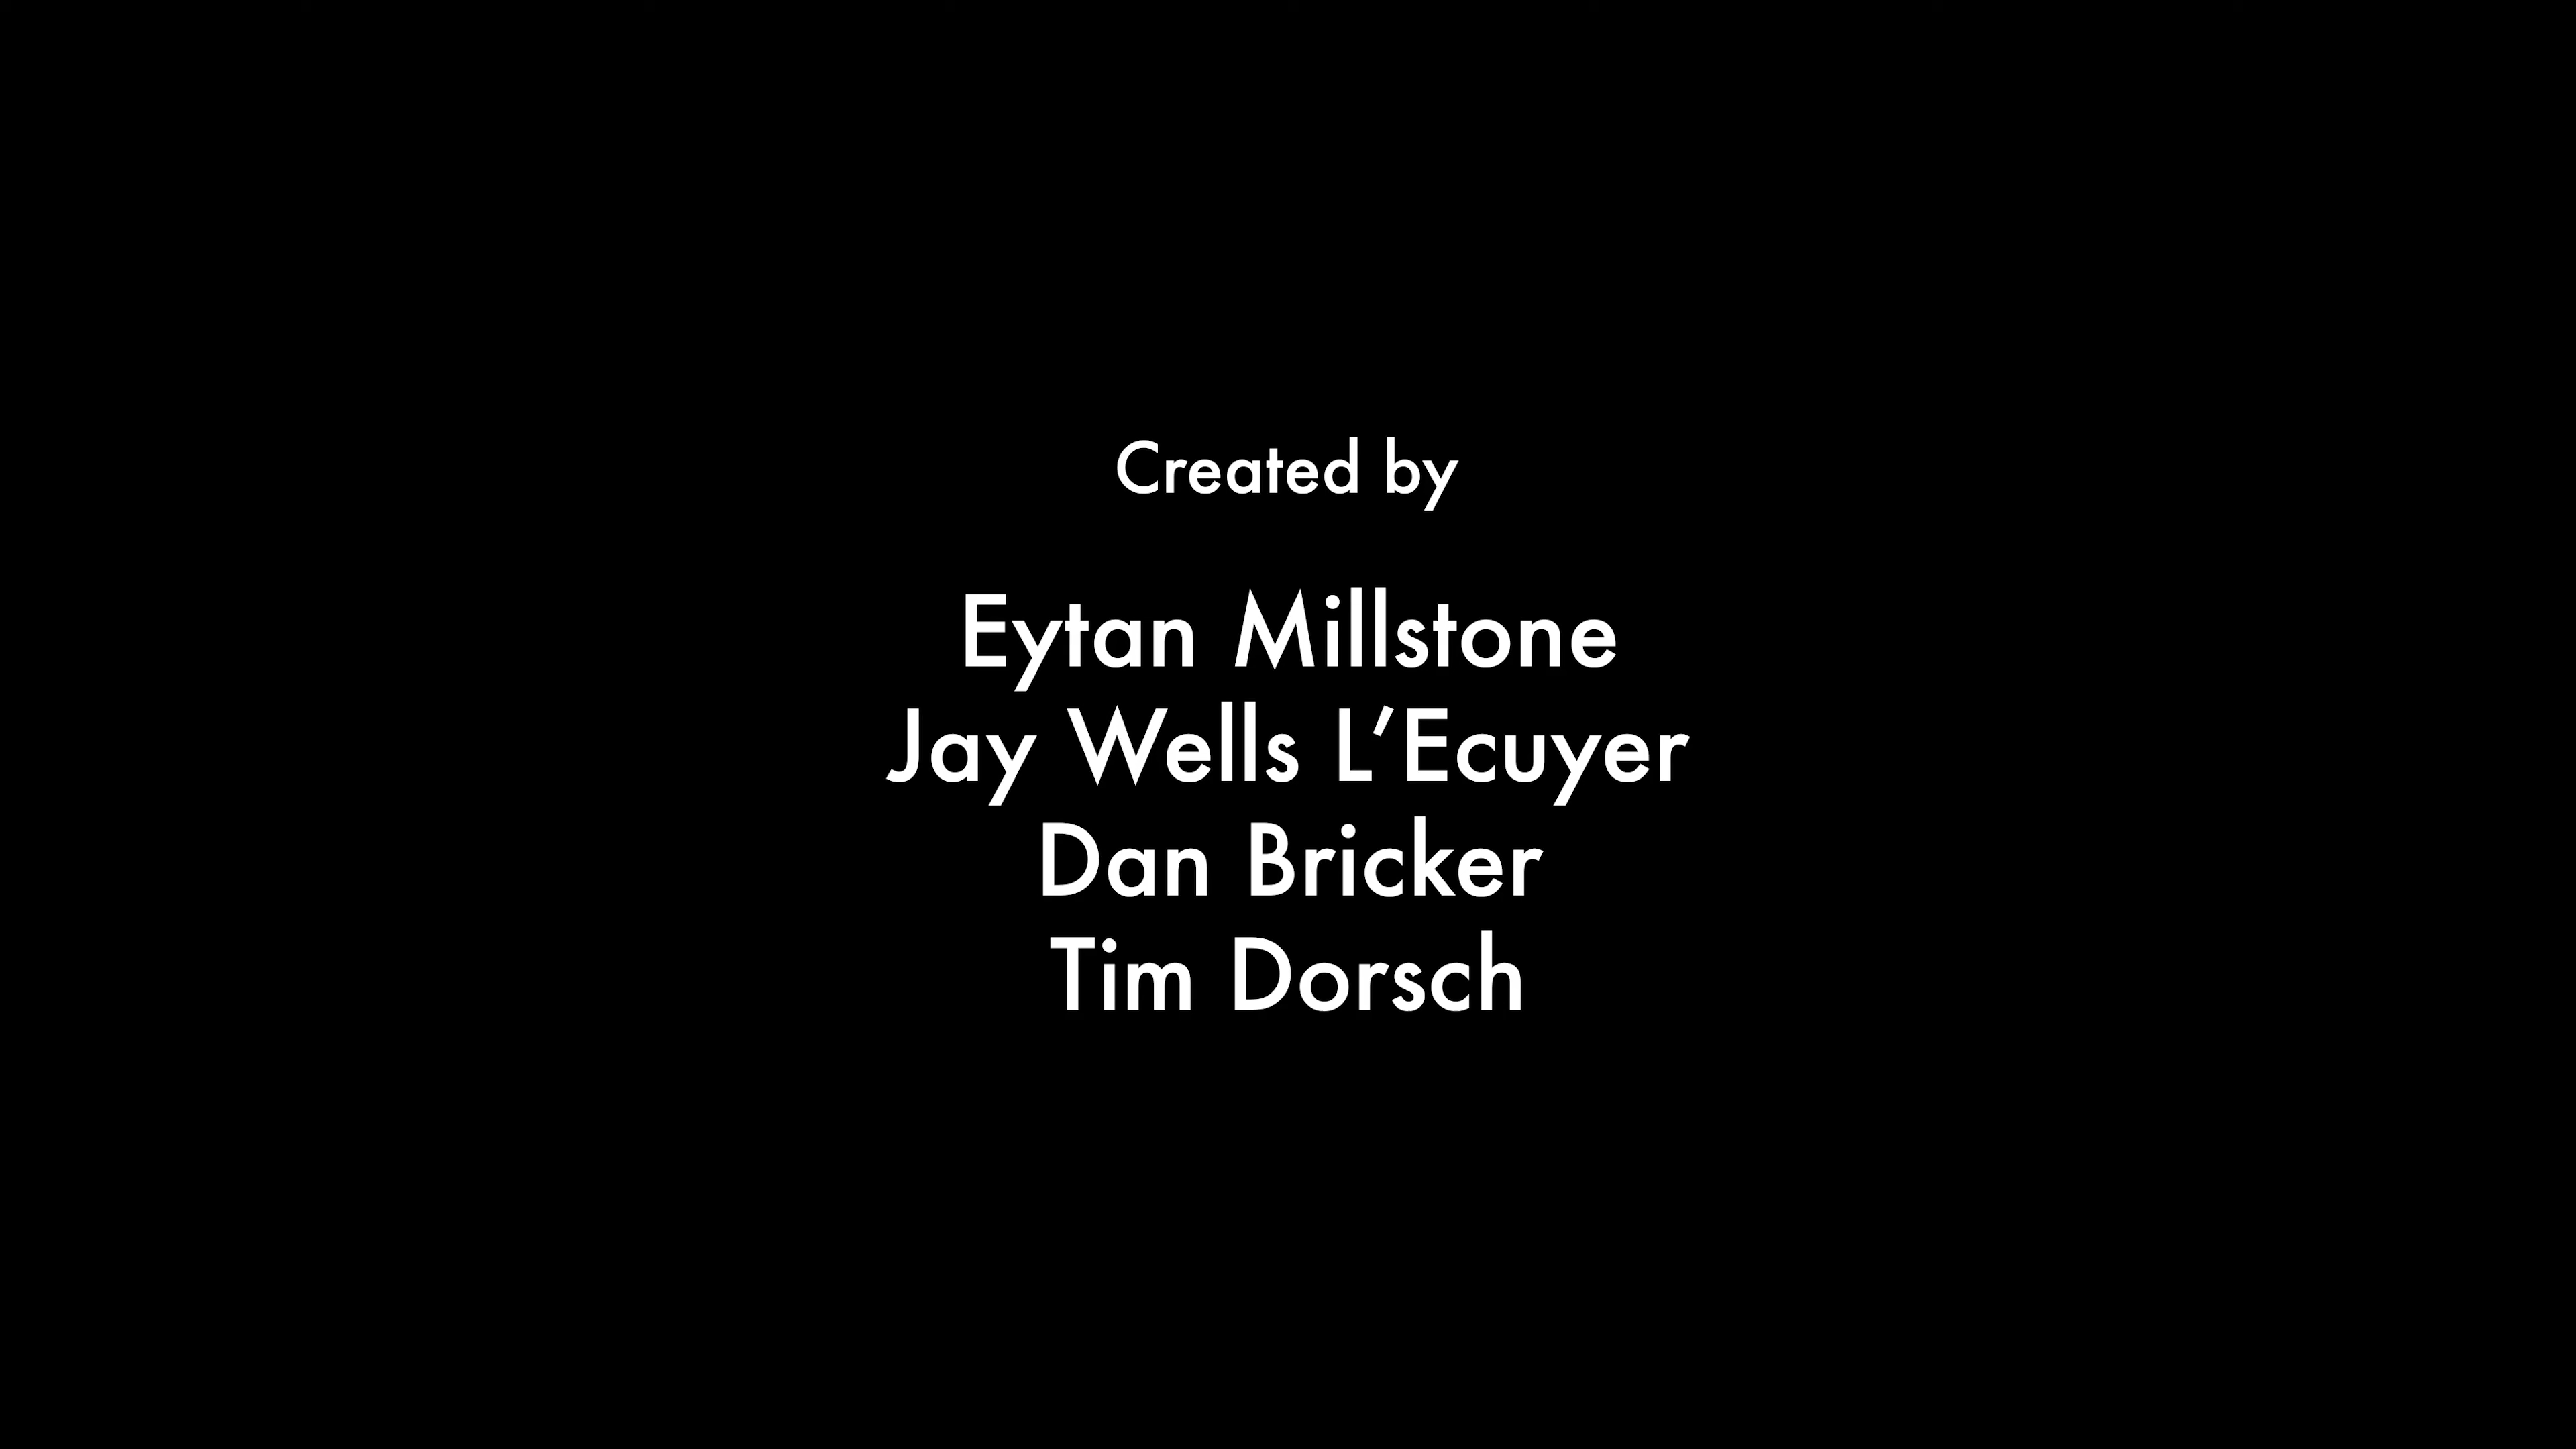 Created by
Eytan Millstone
Jay Wells L’Ecuyer
Dan Bricker
Tim Dorsch